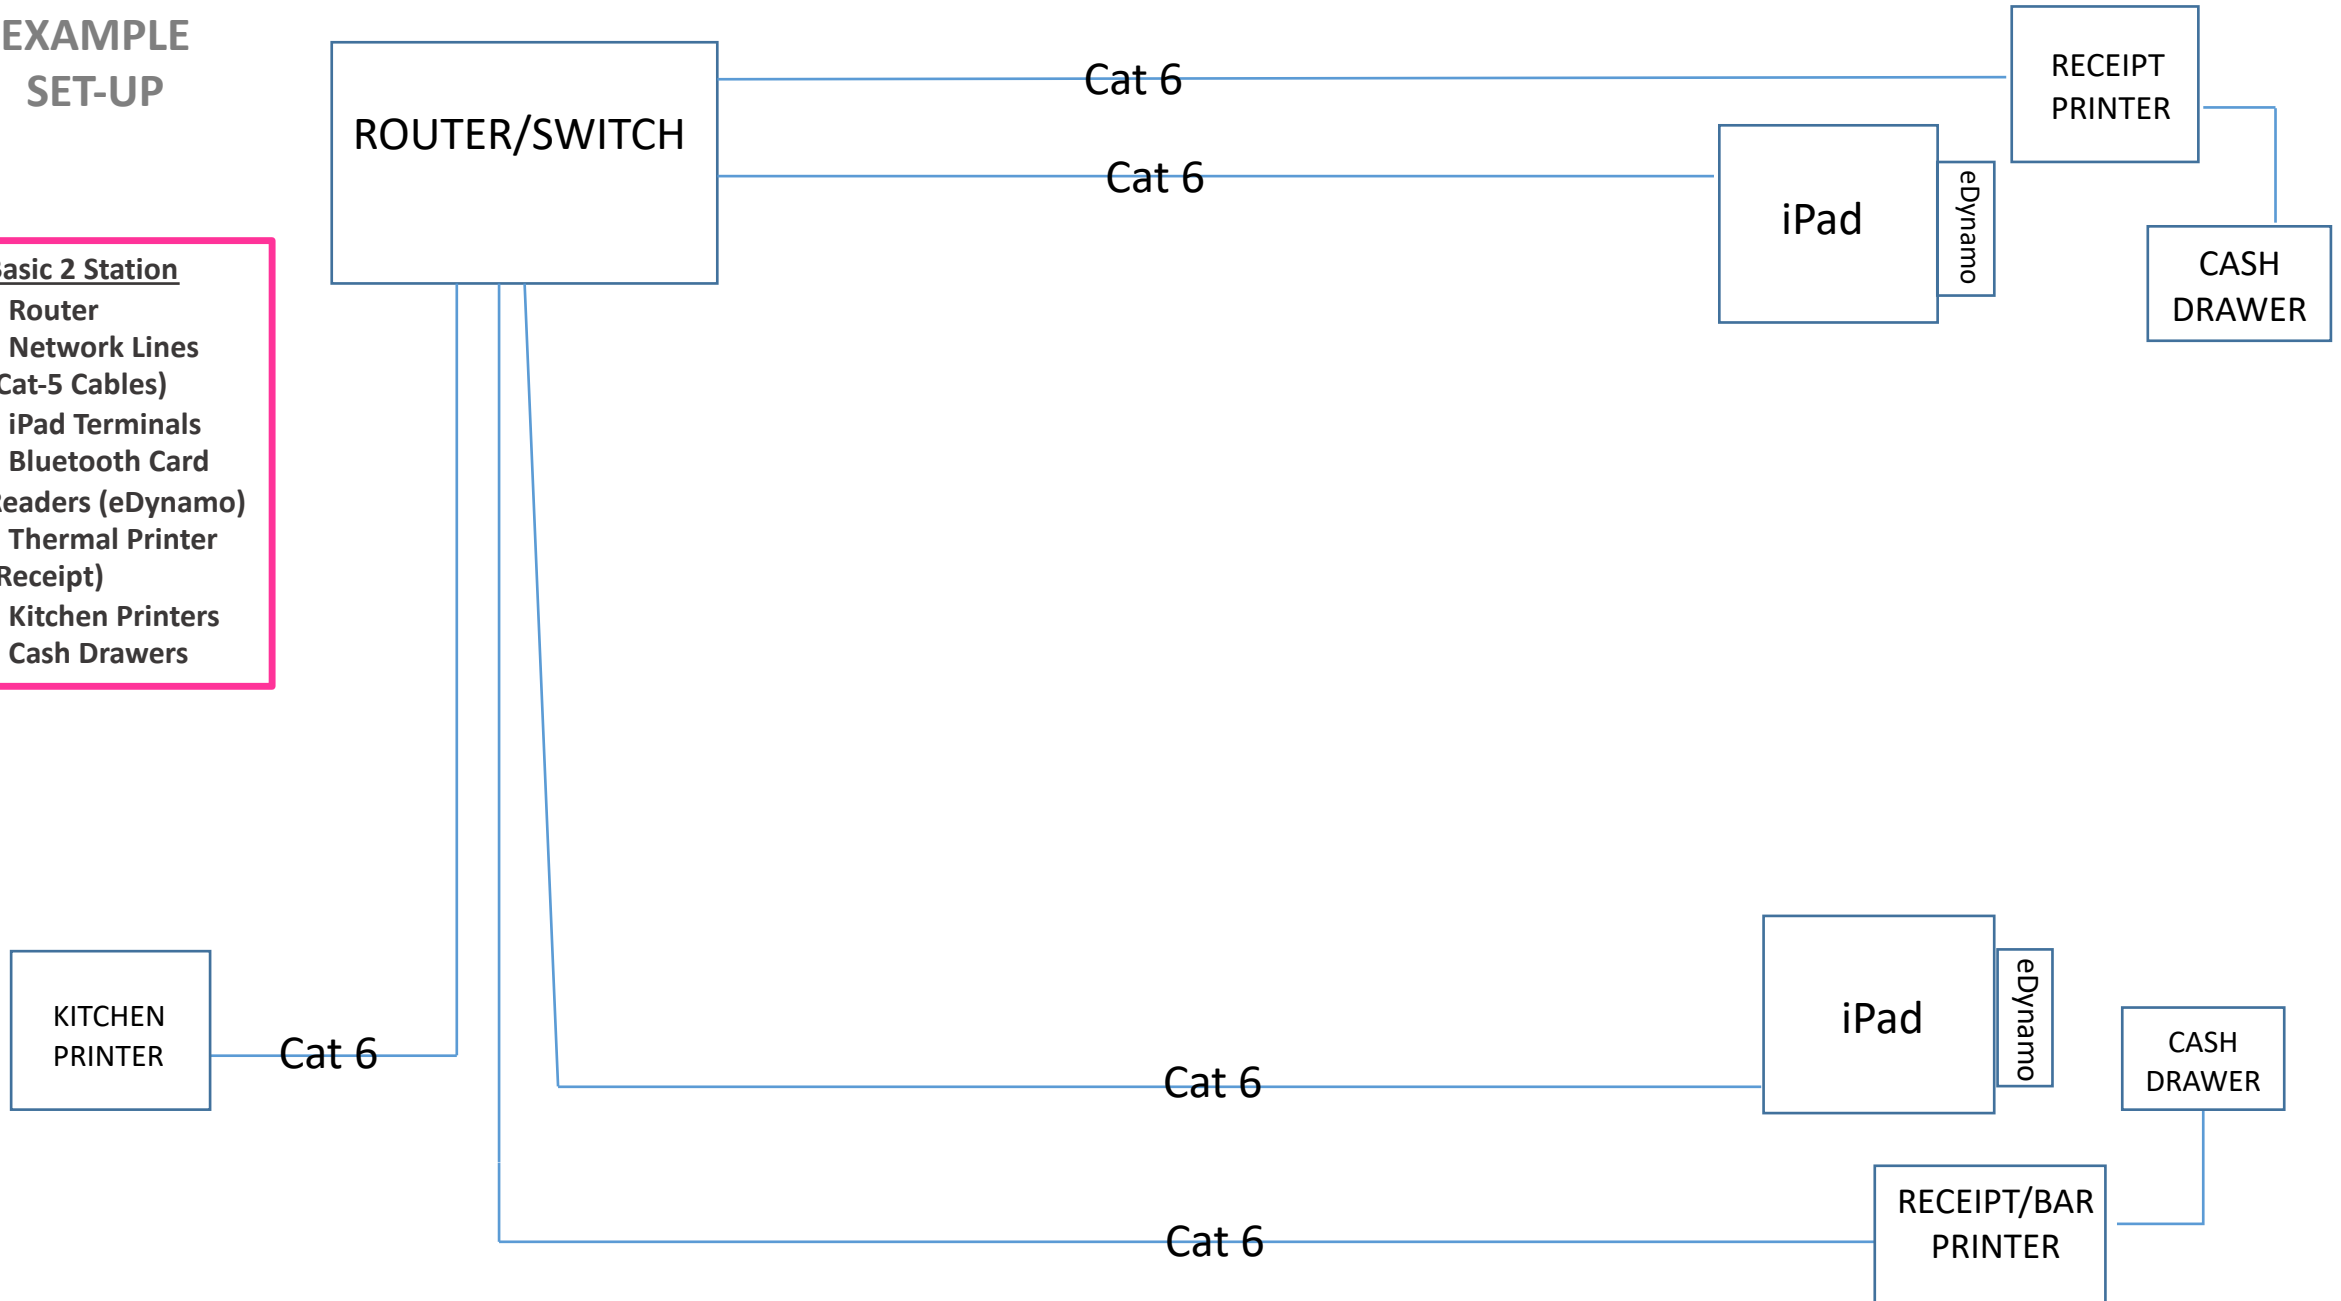 EXAMPLE
SET-UP
ROUTER/SWITCH
Cat 6
Cat 6
RECEIPT
PRINTER
iPad
eDynamo
CASH
DRAWER
asic 2 Station
Router
Network Lines
Cat-5 Cables)
iPad Terminals
Bluetooth Card
eaders (eDynamo)
Thermal Printer
Receipt)
Kitchen Printers
Cash Drawers
KITCHEN
PRINTER
Cat 6
iPad
eDynamo
CASH
DRAWER
Cat 6
RECEIPT/BAR
PRINTER
Cat 6